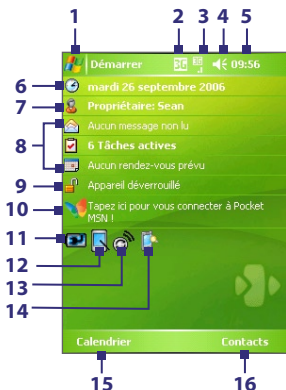 1 2 3 4 5
Démarrer 3G 09:56
6 mardi 26 septembre 2006
7 Propriétaire: Sean
Aucun message non lu
8 6 Tâches actives
Aucun rendez-vous prévu
9 Appareil déverrouillé
10 Tapez ici pour vous connecter à Pocket
MSN !
11
12
13
14
Calendrier Contacts
15 16